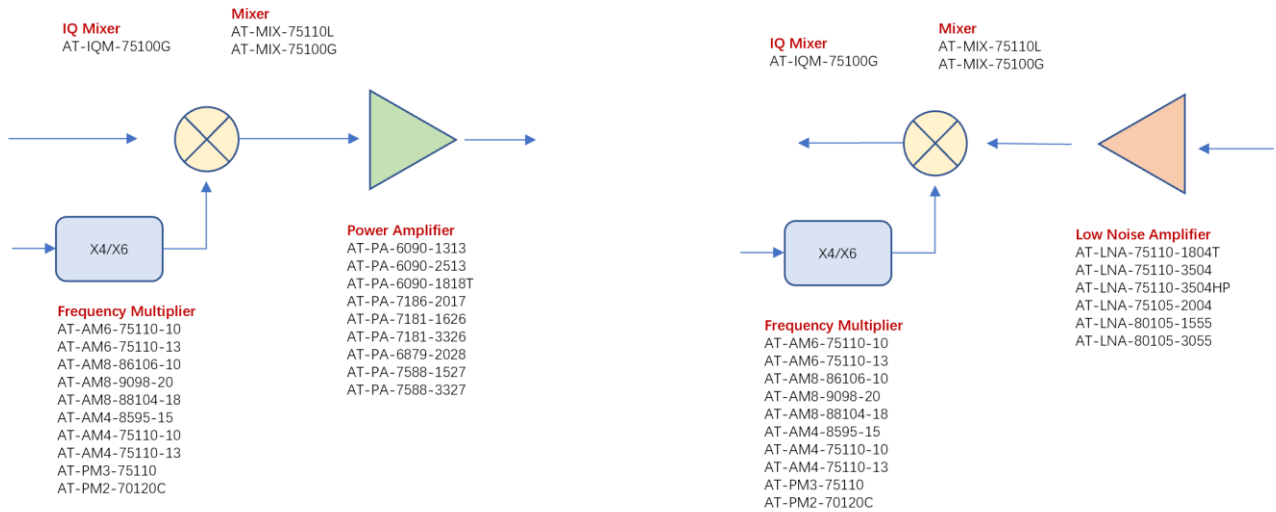 IQ Mixer
AT-IQM-75100G
Mixer
AT-MIX-75110L
AT-MIX-75100G
X4/X6
Power Amplifier
AT-PA-6090-1313
AT-PA-6090-2513
AT-PA-6090-1818T
AT-PA-7186-2017
AT-PA-7181-1626
AT-PA-7181-3326
AT-PA-6879-2028
AT-PA-7588-1527
AT-PA-7588-3327
Frequency Multiplier
AT-AM6-75110-10
AT-AM6-75110-13
AT-AM8-86106-10
AT-AM8-9098-20
AT-AM8-88104-18
AT-AM4-8595-15
AT-AM4-75110-10
AT-AM4-75110-13
AT-PM3-75110
AT-PM2-70120C
IQ Mixer
AT-IQM-75100G
Mixer
AT-MIX-75110L
AT-MIX-75100G
X4/X6
Low Noise Amplifier
AT-LNA-75110-1804T
AT-LNA-75110-3504
AT-LNA-75110-3504HP
AT-LNA-75105-2004
AT-LNA-80105-1555
AT-LNA-80105-3055
Frequency Multiplier
AT-AM6-75110-10
AT-AM6-75110-13
AT-AM8-86106-10
AT-AM8-9098-20
AT-AM8-88104-18
AT-AM4-8595-15
AT-AM4-75110-10
AT-AM4-75110-13
AT-PM3-75110
AT-PM2-70120C